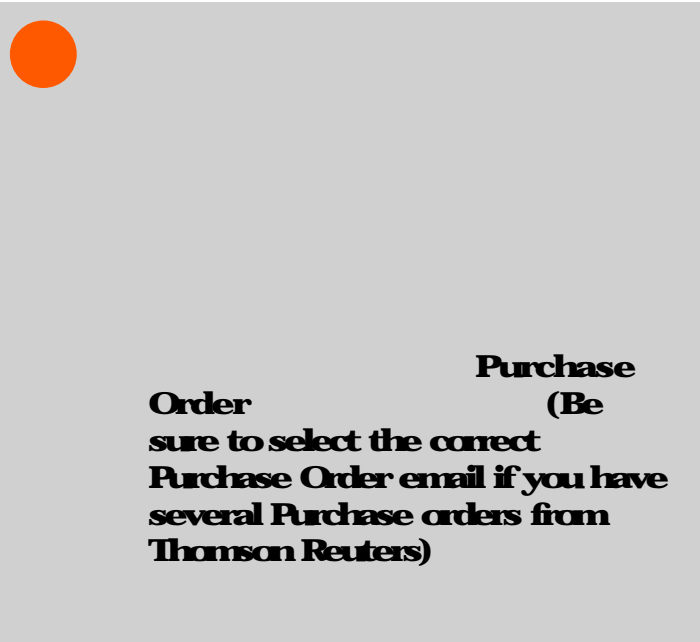 Purchase
Order (Be
sure to select the correct
Purchase Order email if you have
several Purchase orders from
Thomson Reuters)